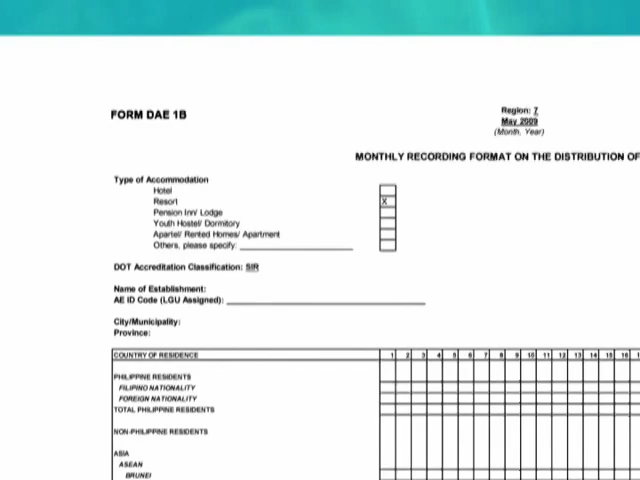 FORM DAE 1B
Region: 7
May 2009
(Month, Year)
MONTHLY RECORDING FORMAT ON THE DISTRIBUTION OF
Type of Accommodation
Hotel
Resort X
Pension Inn/ Lodge
Youth Hostel/ Dormitory
Apartel/ Rented Homes/ Apartment
Others, please specify:
DOT Accreditation Classification: SIR
Name of Establishment:
AE ID Code (LGU Assigned):
City/Municipality:
Province:
COUNTRY OF RESIDENCE 1 2 3 4 5 6 7 8 9 10 11 12 13 14 15 16
PHILIPPINE RESIDENTS
FILIPINO NATIONALITY
FOREIGN NATIONALITY
TOTAL PHILIPPINE RESIDENTS
NON-PHILIPPINE RESIDENTS
ASIA
ASEAN
BRUNEI